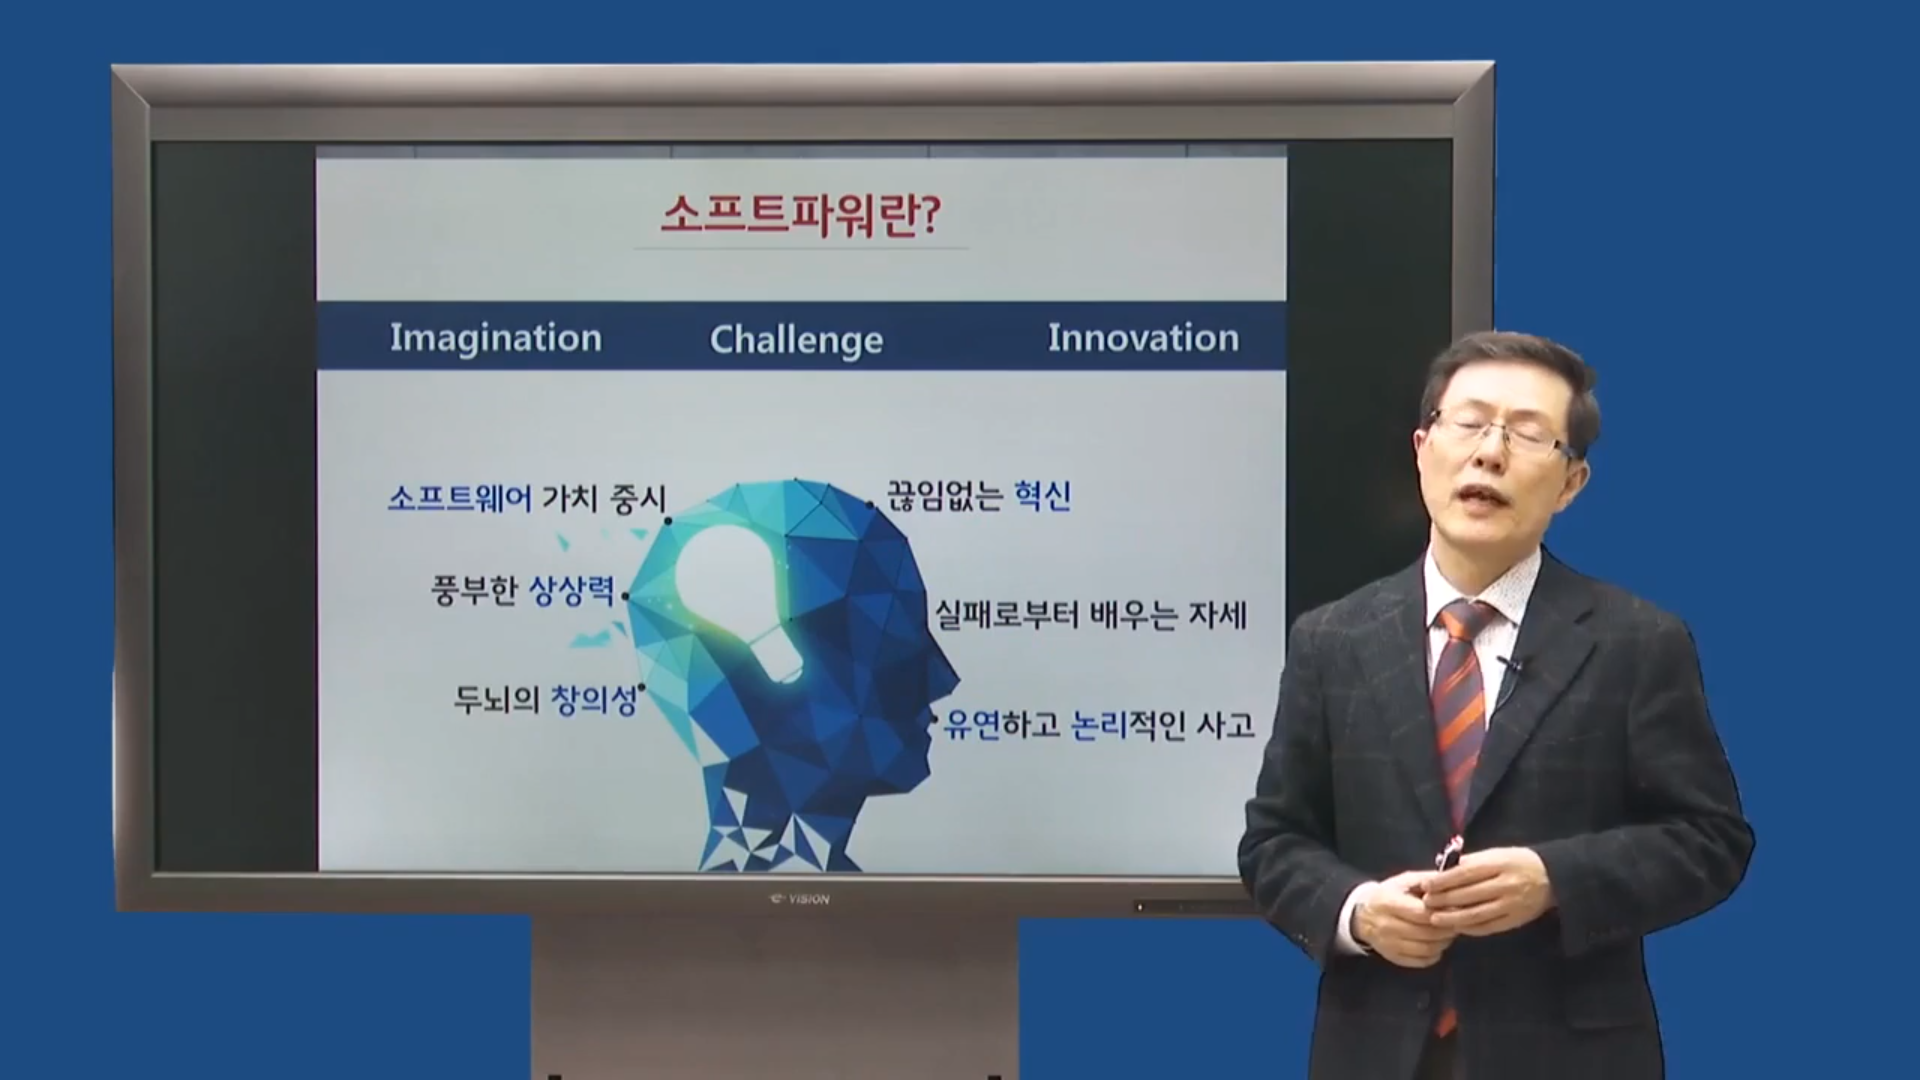 소프트파워란?
Imagination Challenge Innovation
소프트웨어 가치 중시
풍부한 상상력
두뇌의 창의성
끊임없는 혁신
실패로부터 배우는 자세
유연하고 논리적인 사고
e-VISION